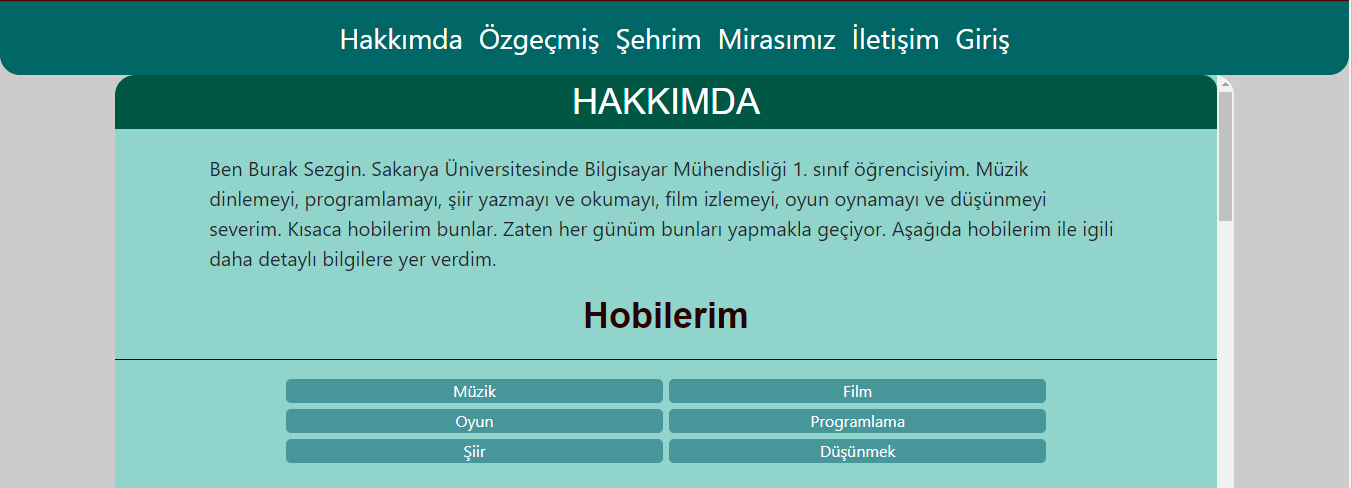 Hakkımda Özgeçmiş Şehrim Mirasımız İletişim Giriş
HAKKIMDA
Ben Burak Sezgin. Sakarya Üniversitesinde Bilgisayar Mühendisliği 1. sınıf öğrencisiyim. Müzik
dinlemeyi, programlamayı, şiir yazmayı ve okumayı, film izlemeyi, oyun oynamayı ve düşünmeyi
severim. Kısaca hobilerim bunlar. Zaten her günüm bunları yapmakla geçiyor. Aşağıda hobilerim ile igili
daha detaylı bilgilere yer verdim.
Hobilerim
Müzik Film
Oyun Programlama
Şiir Düşünmek